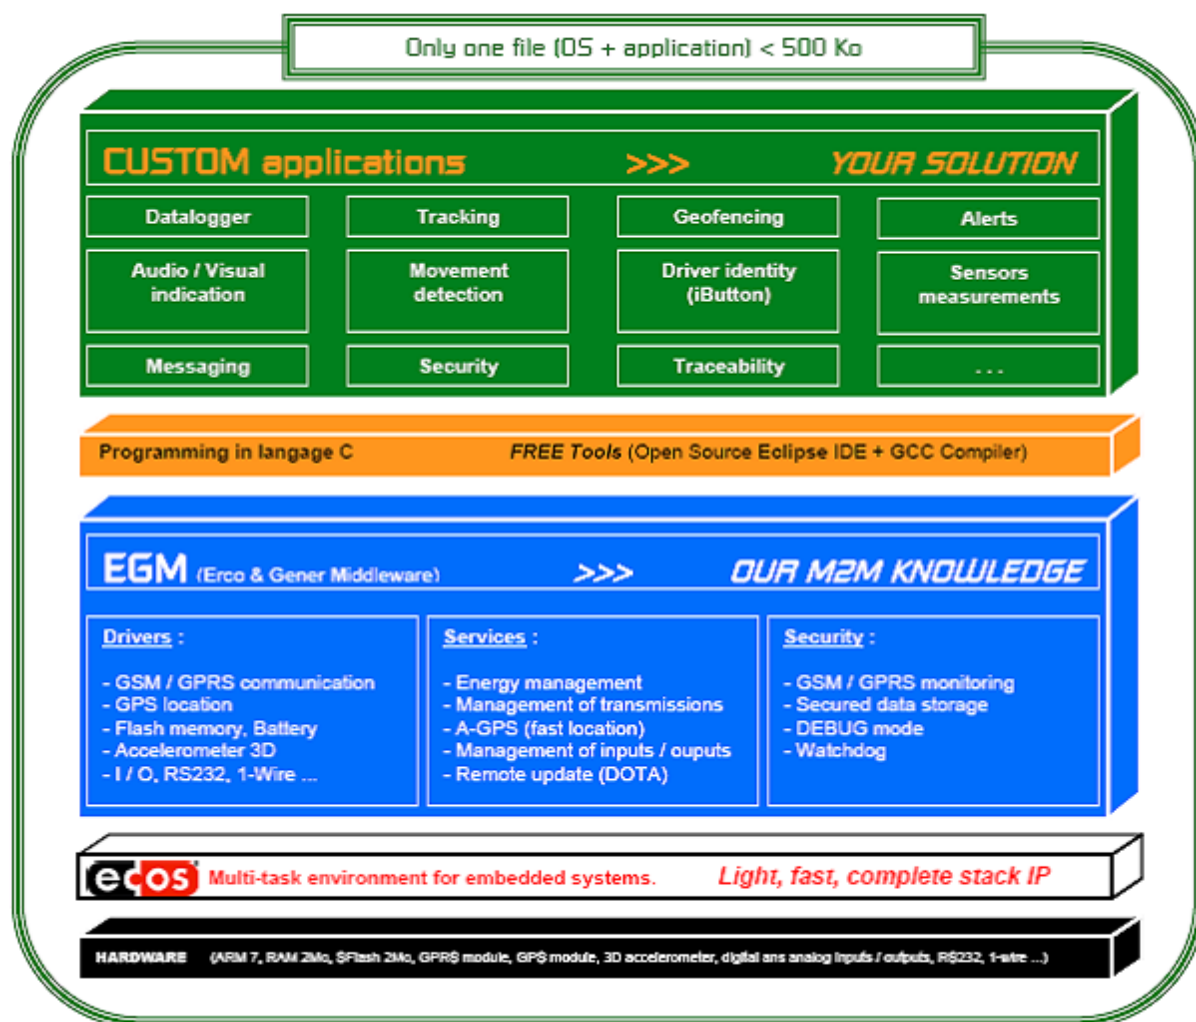 Only one file (OS + application) < 500 Ko
CUSTOM applications >>> YOUR SOLUTION
Datalogger Tracking Geofencing Alerts
Audio / Visual indication Movement detection Driver identity (iButton) Sensors measurements
Messaging Security Traceability . . .
Programming in langage C FREE Tools (Open Source Eclipse IDE + GCC Compiler)
EGM (Erco & Gener Middleware) >>> OUR M2M KNOWLEDGE
Drivers :
- GSM / GPRS communication
- GPS location
- Flash memory, Battery
- Accelerometer 3D
- I / O, RS232, 1-Wire ...
Services :
- Energy management
- Management of transmissions
- A-GPS (fast location)
- Management of inputs / ouputs
- Remote update (DOTA)
Security :
- GSM / GPRS monitoring
- Secured data storage
- DEBUG mode
- Watchdog
ecos Multi-task environment for embedded systems. Light, fast, complete stack IP
HARDWARE (ARM 7, RAM 2Mo, SFlash 2Mo, GPRS module, GPS module, 3D accelerometer, digital ans analog inputs / outputs, RS232, 1-wire ...)